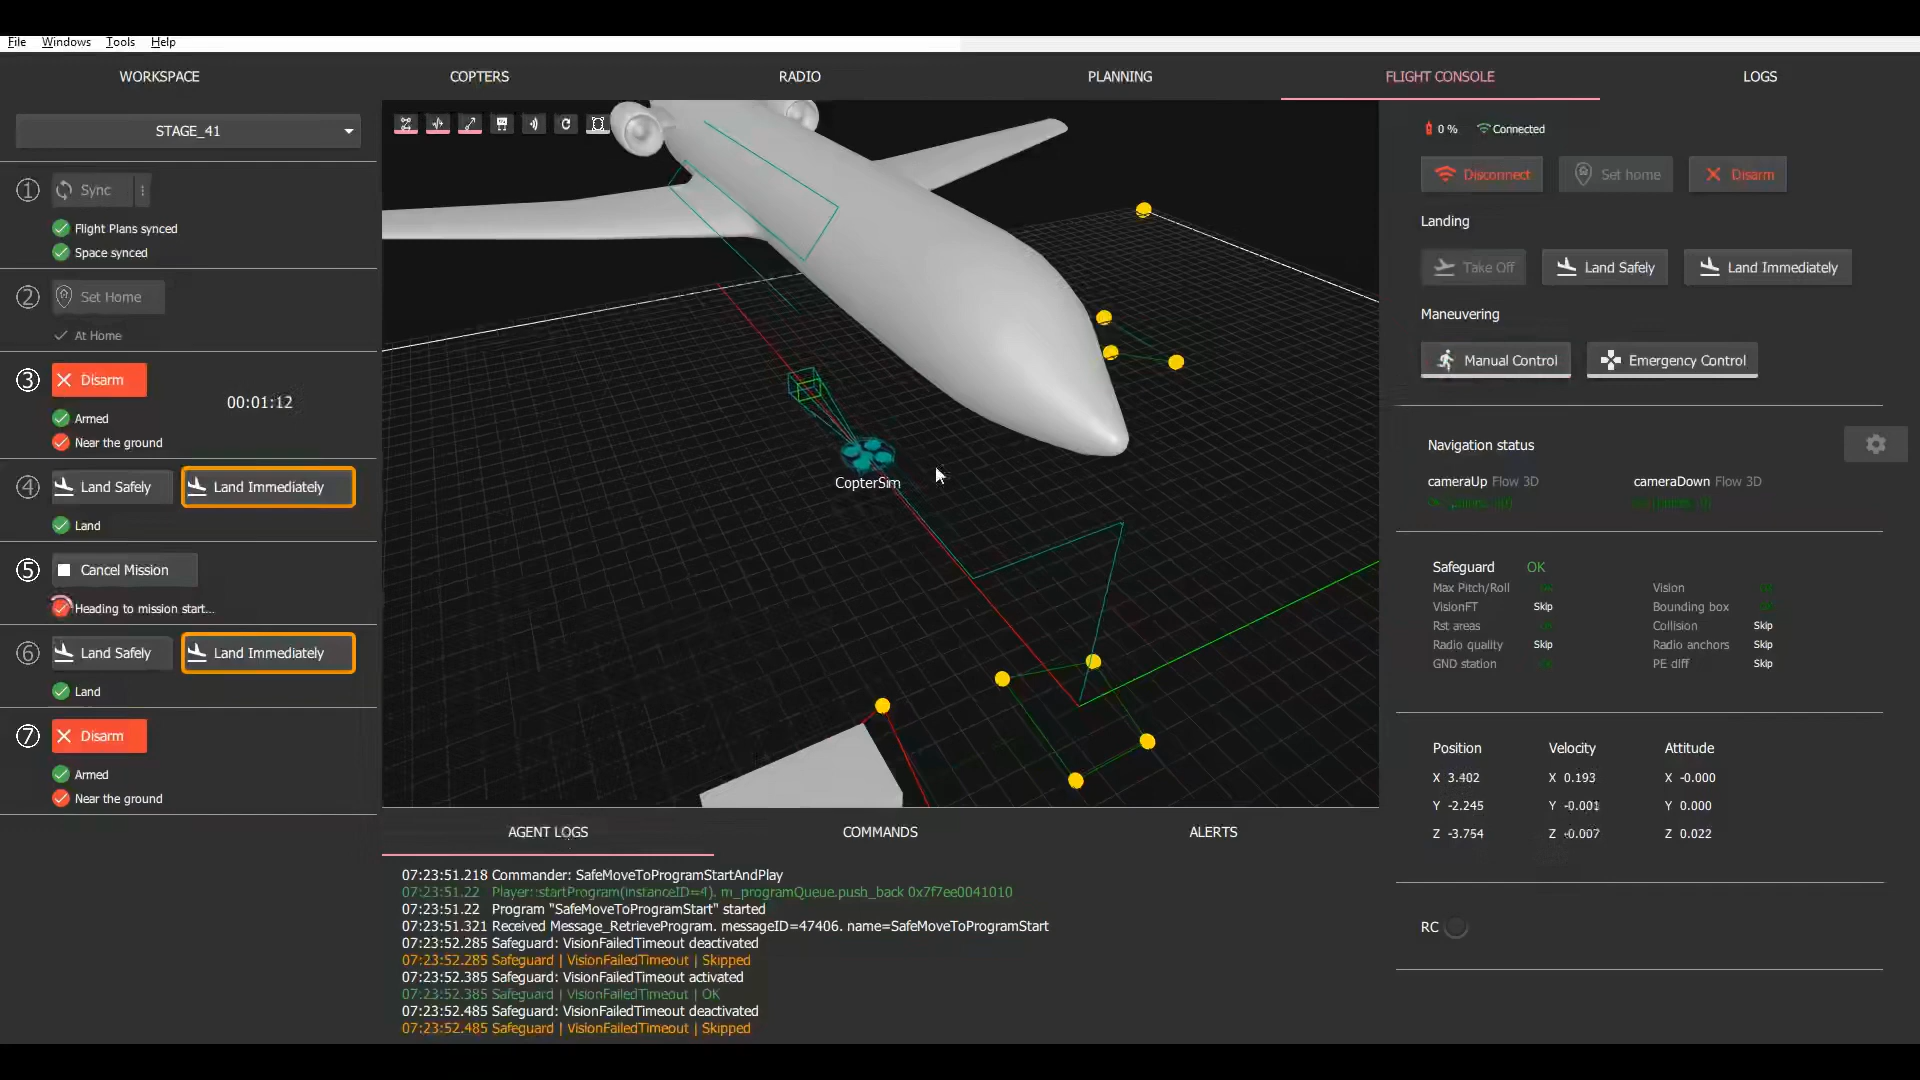 File Windows Tools Help
WORKSPACE COPTERS RADIO PLANNING FLIGHT CONSOLE LOGS
STAGE_41
1 Sync
Flight Plans synced
Space synced
2 Set Home
At Home
3 Disarm
00:01:12
Armed
Near the ground
4 Land Safely Land Immediately
Land
5 Cancel Mission
Heading to mission start...
6 Land Safely Land Immediately
Land
7 Disarm
Armed
Near the ground
CopterSim
AGENT LOGS COMMANDS ALERTS
07:23:51.218 Commander: SafeMoveToProgramStartAndPlay
07:23:51.22 Player::startProgram(instanceID=4). m_programQueue.push_back 0x7f7ee0041010
07:23:51.22 Program "SafeMoveToProgramStart" started
07:23:51.321 Received Message_RetrieveProgram. messageID=47406. name=SafeMoveToProgramStart
07:23:52.285 Safeguard: VisionFailedTimeout deactivated
07:23:52.285 Safeguard | VisionFailedTimeout | Skipped
07:23:52.385 Safeguard: VisionFailedTimeout activated
07:23:52.385 Safeguard | VisionFailedTimeout | OK
07:23:52.485 Safeguard: VisionFailedTimeout deactivated
07:23:52.485 Safeguard | VisionFailedTimeout | Skipped
0 % Connected
Disconnect Set home Disarm
Landing
Take Off Land Safely Land Immediately
Maneuvering
Manual Control Emergency Control
Navigation status
cameraUp Flow 3D cameraDown Flow 3D
Safeguard OK
Max Pitch/Roll Vision
VisionFT Skip Bounding box
Rst areas Collision Skip
Radio quality Skip Radio anchors Skip
GND station PE diff Skip
Position Velocity Attitude
X 3.402 X 0.193 X -0.000
Y -2.245 Y -0.001 Y 0.000
Z -3.754 Z -0.007 Z 0.022
RC